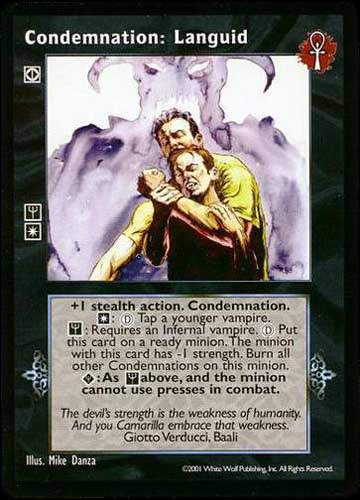 Condemnation: Languid
+1 stealth action. Condemnation.
: Ⓓ Tap a younger vampire.
: Requires an Infernal vampire. Ⓓ Put
this card on a ready minion. The minion
with this card has -1 strength. Burn all
other Condemnations on this minion.
: As above, and the minion
cannot use presses in combat.
The devil's strength is the weakness of humanity.
And you Camarilla embrace that weakness.
Giotto Verducci, Baali
Illus. Mike Danza
©2001 White Wolf Publishing, Inc. All Rights Reserved.